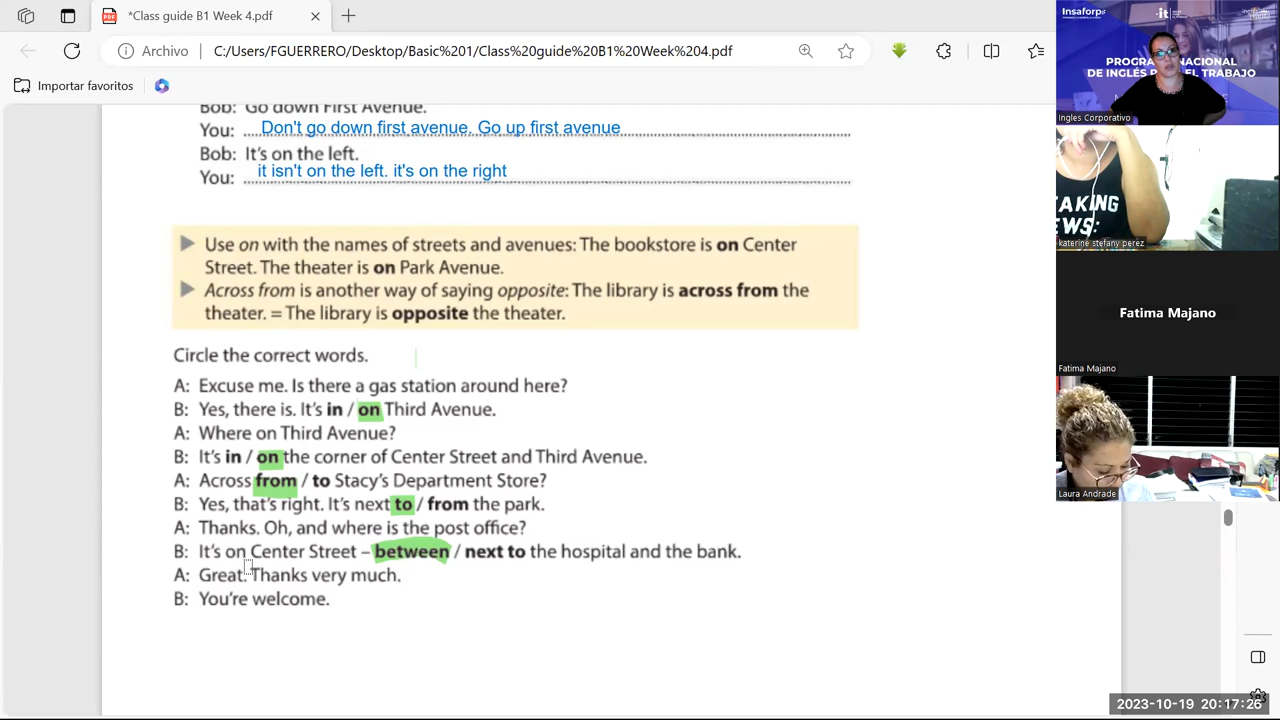 *Class guide B1 Week 4.pdf
Archivo
C:/Users/FGUERRERO/Desktop/Basic%201/Class%20guide%20B1%20Week%204.pdf
Importar favoritos
Bob: Go down First Avenue.
You: Don't go down first avenue. Go up first avenue
Bob: It's on the left.
You: it isn't on the left. it's on the right
Use on with the names of streets and avenues: The bookstore is on Center
Street. The theater is on Park Avenue.
Across from is another way of saying opposite: The library is across from the
theater. = The library is opposite the theater.
Circle the correct words.
A: Excuse me. Is there a gas station around here?
B: Yes, there is. It's in / on Third Avenue.
A: Where on Third Avenue?
B: It's in / on the corner of Center Street and Third Avenue.
A: Across from / to Stacy's Department Store?
B: Yes, that's right. It's next to / from the park.
A: Thanks. Oh, and where is the post office?
B: It's on Center Street – between / next to the hospital and the bank.
A: Great. Thanks very much.
B: You're welcome.
Insaforp
PROGRA NACIONAL
DE INGLÉS P EL TRABAJO
Ingles Corporativo
AKING
EWS:
katerine stefany perez
Fatima Majano
Fatima Majano
Laura Andrade
2023-10-19 20:17:26